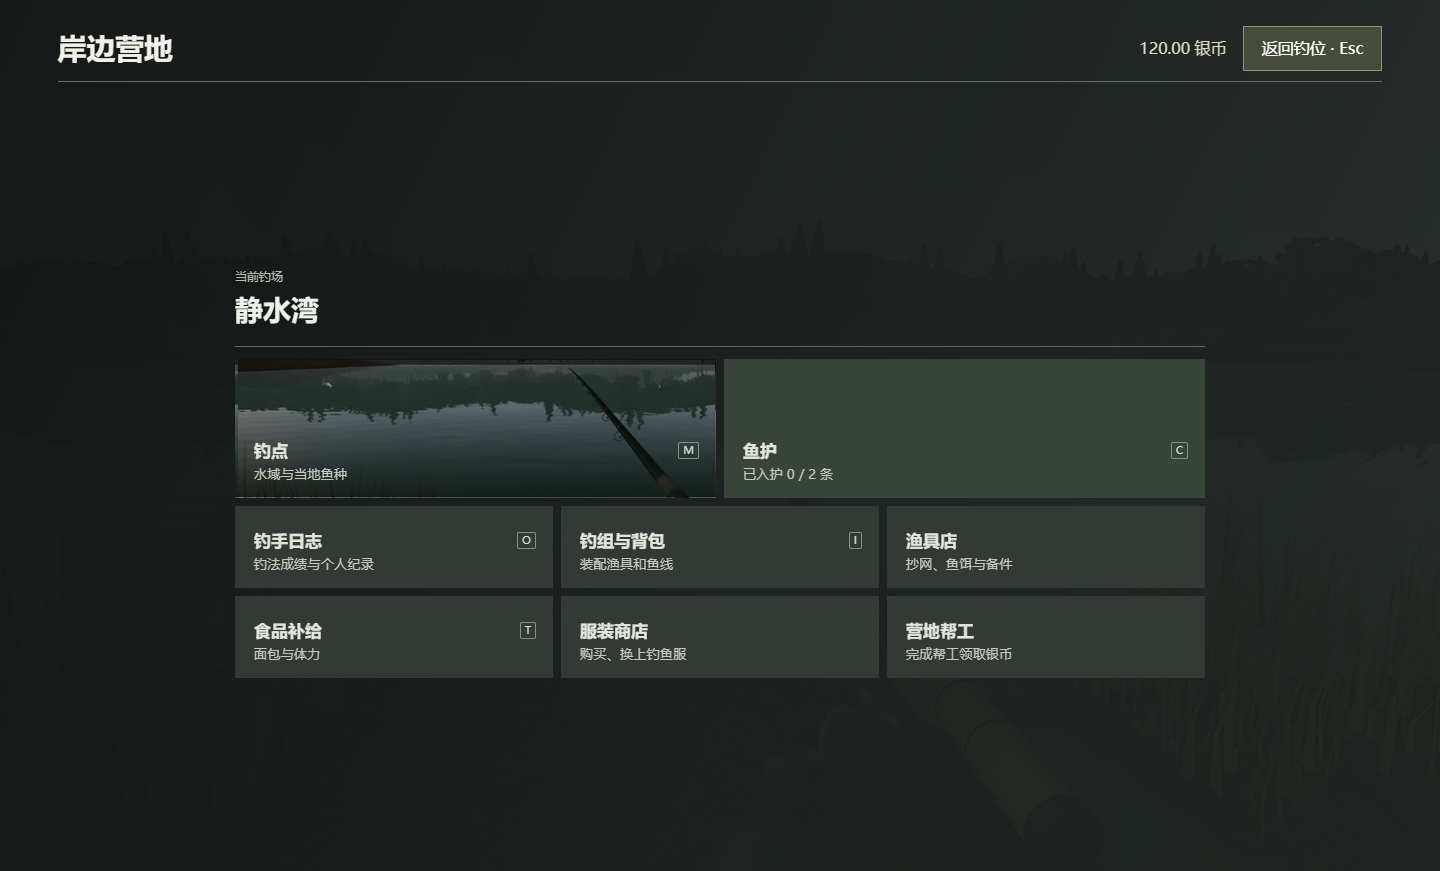 岸边营地
120.00 银币
返回钓位 · Esc
当前钓场
静水湾
钓点
M
水域与当地鱼种
鱼护
C
已入护 0 / 2 条
钓手日志
O
钓法成绩与个人纪录
钓组与背包
I
装配渔具和鱼线
渔具店
抄网、鱼饵与备件
食品补给
T
面包与体力
服装商店
购买、换上钓鱼服
营地帮工
完成帮工领取银币